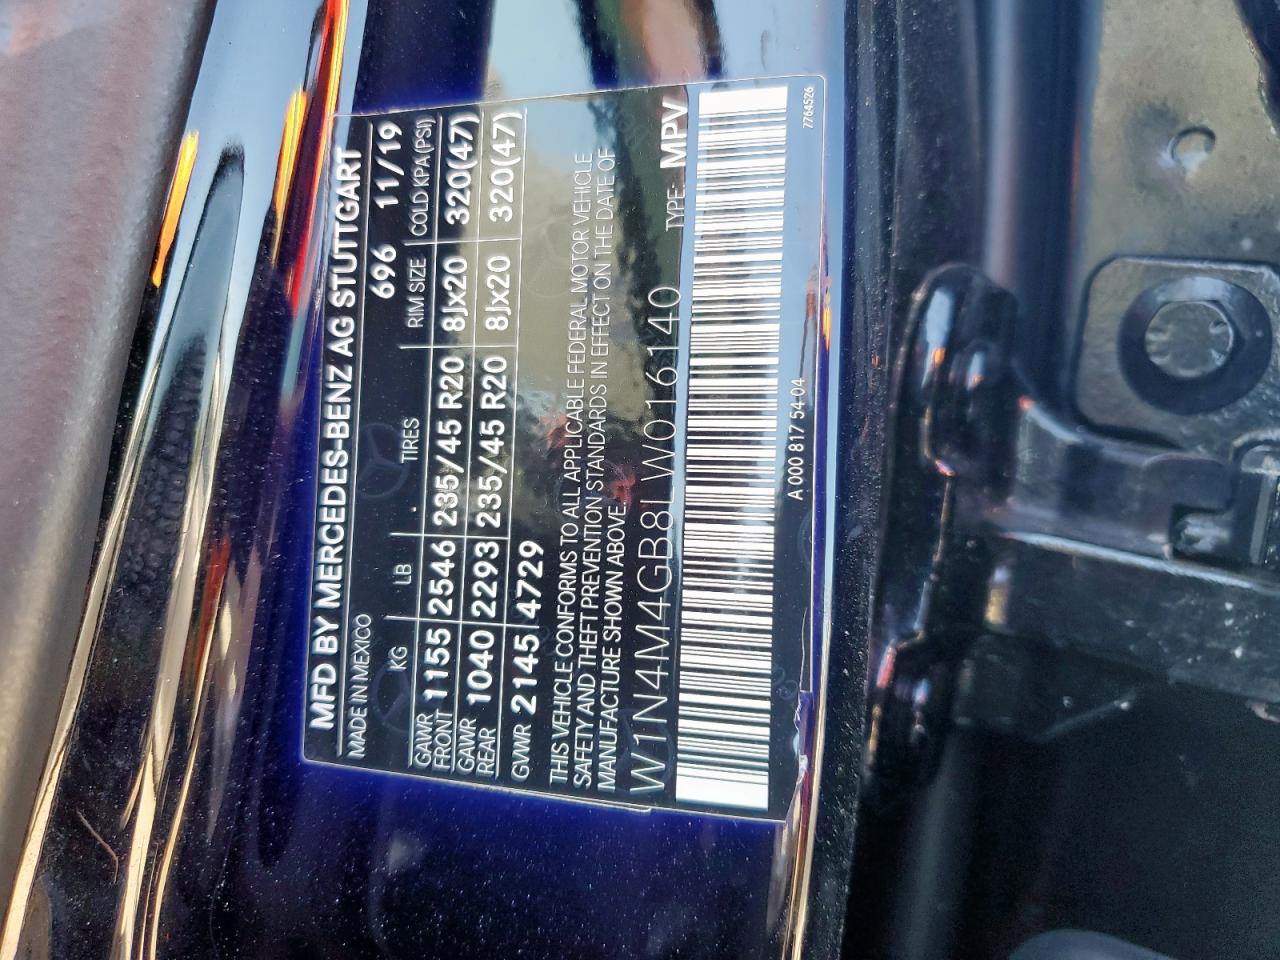 MFD BY MERCEDES-BENZ AG STUTTGART
MADE IN MEXICO 696 11/19
KG LB TIRES RIM SIZE COLD KPA(PSI)
GAWR FRONT 1155 2546 235/45 R20 8Jx20 320(47)
GAWR REAR 1040 2293 235/45 R20 8Jx20 320(47)
GVWR 2145 4729
THIS VEHICLE CONFORMS TO ALL APPLICABLE FEDERAL MOTOR VEHICLE
SAFETY AND THEFT PREVENTION STANDARDS IN EFFECT ON THE DATE OF
MANUFACTURE SHOWN ABOVE.
W1N4M4GB8LW016140 TYPE: MPV
A 000 817 54 04
7764526